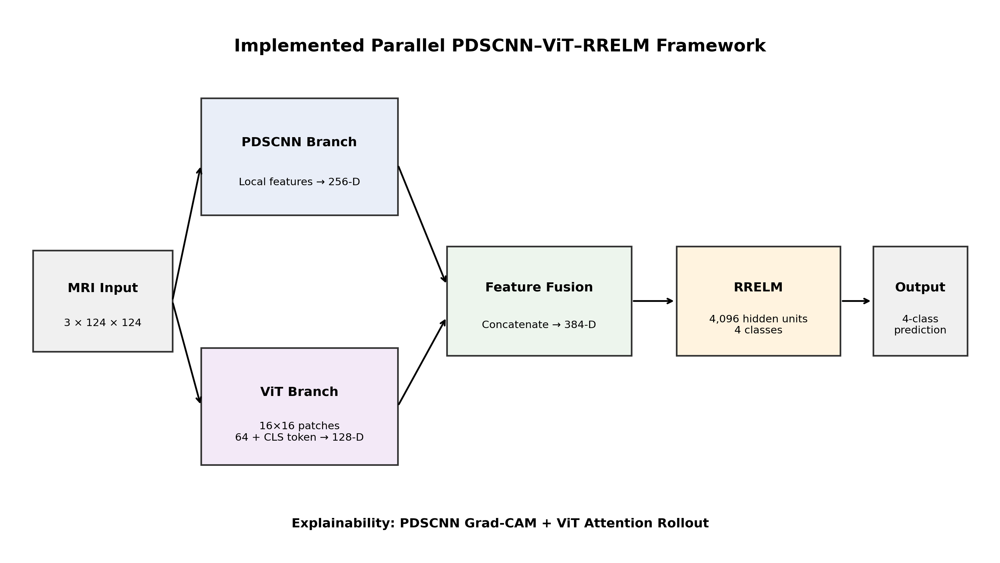 Implemented Parallel PDSCNN–ViT–RRELM Framework
PDSCNN Branch
Local features → 256-D
MRI Input
3 × 124 × 124
ViT Branch
16×16 patches
64 + CLS token → 128-D
Feature Fusion
Concatenate → 384-D
RRELM
4,096 hidden units
4 classes
Output
4-class
prediction
Explainability: PDSCNN Grad-CAM + ViT Attention Rollout